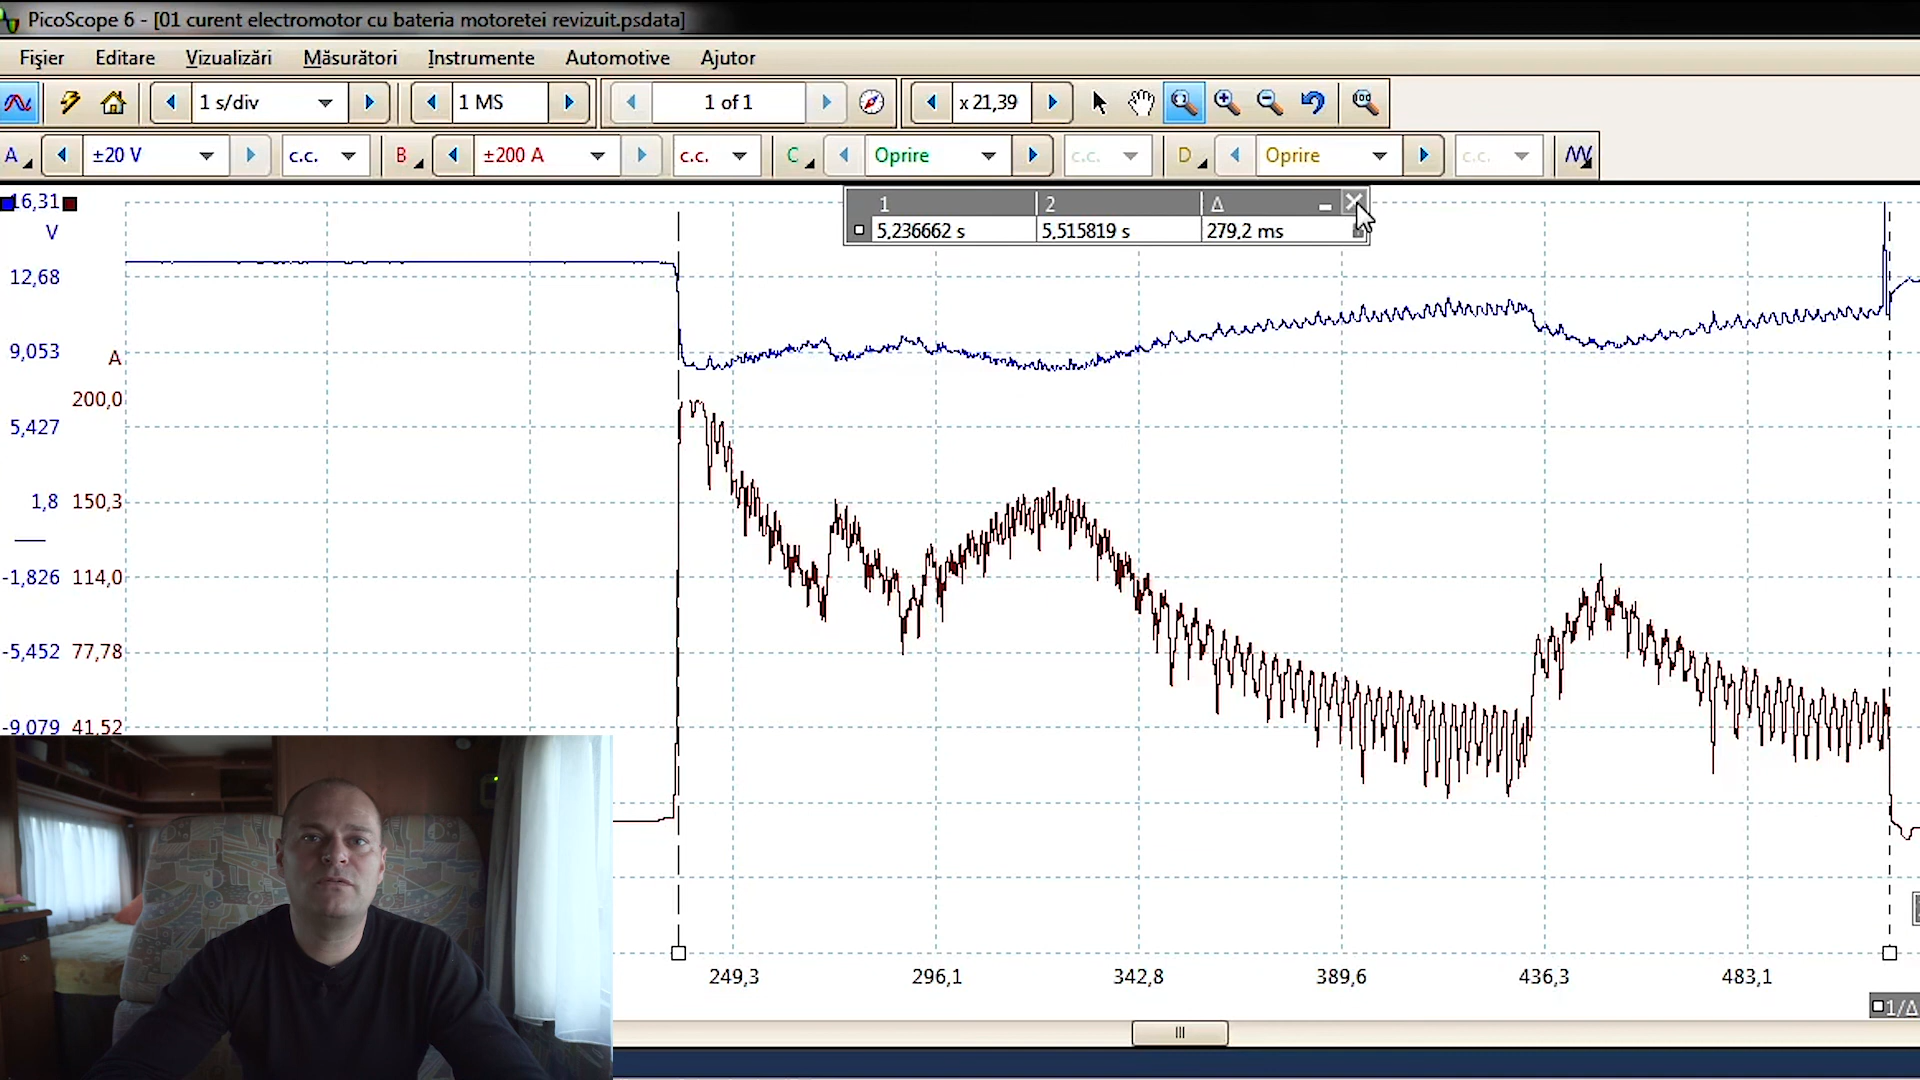 PicoScope 6 - [01 curent electromotor cu bateria motoretei revizuit.psdata]
Fişier Editare Vizualizări Măsurători Instrumente Automotive Ajutor
1 s/div 1 MS 1 of 1 x 21,39
A ±20 V c.c. B ±200 A c.c. C Oprire c.c. D Oprire c.c.
1 2 Δ
5,236662 s 5,515819 s 279,2 ms
16,31
V
12,68
9,053 A
200,0
5,427
1,8 150,3
-1,826 114,0
-5,452 77,78
-9,079 41,52
249,3 296,1 342,8 389,6 436,3 483,1
1/Δ